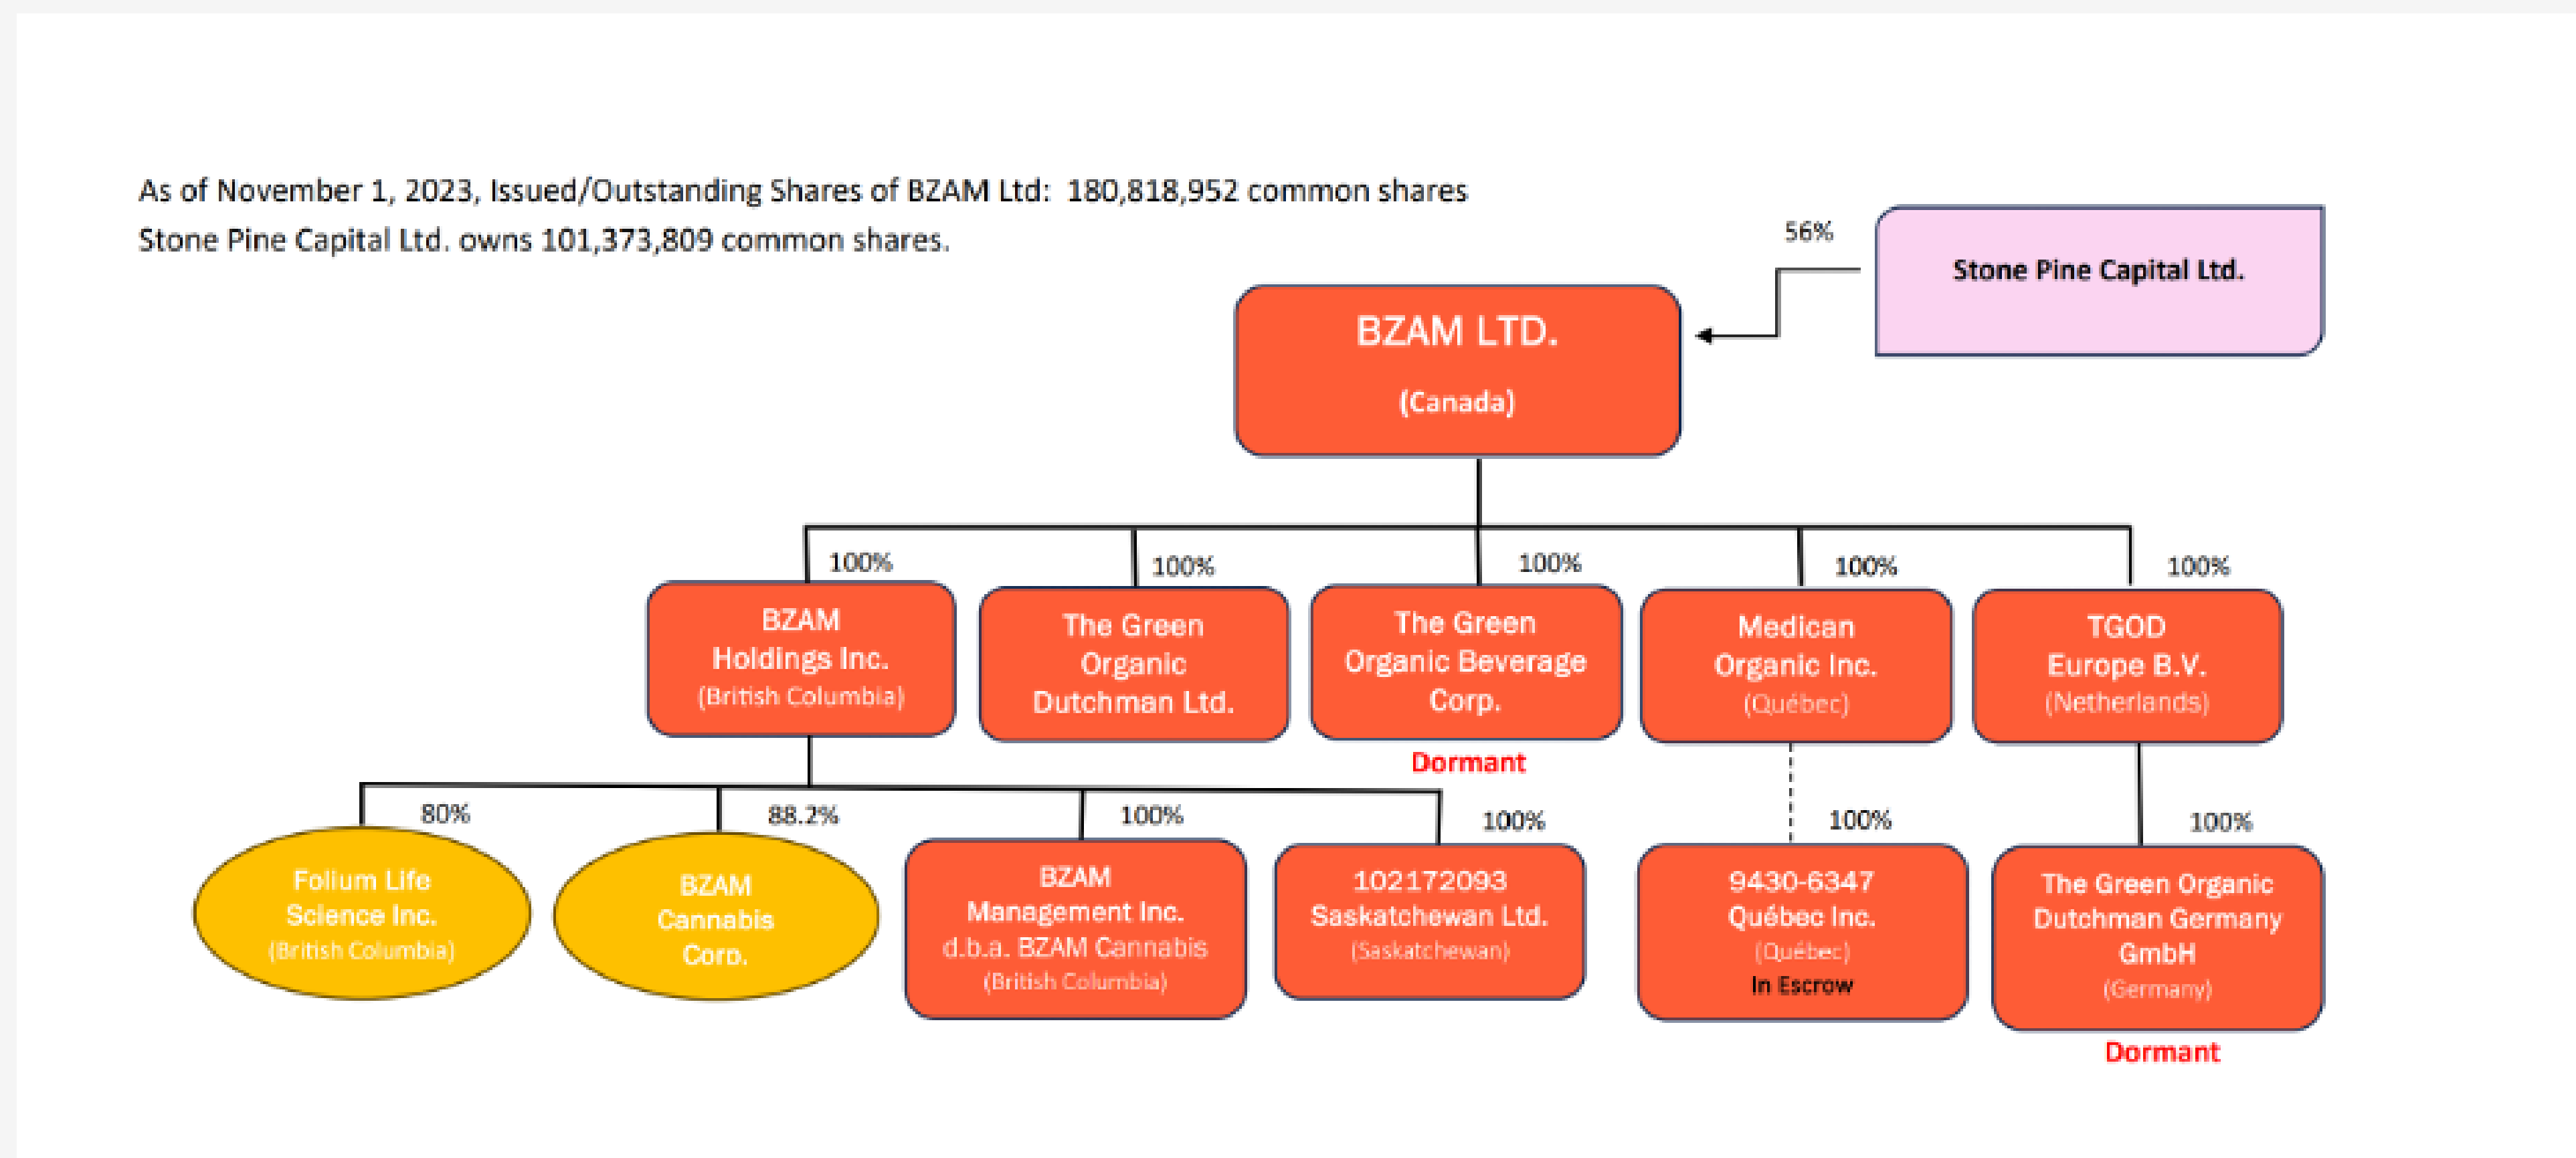 As of November 1, 2023, Issued/Outstanding Shares of BZAM Ltd: 180,818,952 common shares
Stone Pine Capital Ltd. owns 101,373,809 common shares.
56%
Stone Pine Capital Ltd.
BZAM LTD.
(Canada)
100%
100%
100%
100%
100%
BZAM
Holdings Inc.
(British Columbia)
The Green
Organic
Dutchman Ltd.
The Green
Organic Beverage
Corp.
Dormant
Medican
Organic Inc.
(Québec)
TGOD
Europe B.V.
(Netherlands)
80%
88.2%
100%
100%
100%
100%
Folium Life
Science Inc.
(British Columbia)
BZAM
Cannabis
Corp.
BZAM
Management Inc.
d.b.a. BZAM Cannabis
(British Columbia)
102172093
Saskatchewan Ltd.
(Saskatchewan)
9430-6347
Québec Inc.
(Québec)
In Escrow
The Green Organic
Dutchman Germany
GmbH
(Germany)
Dormant